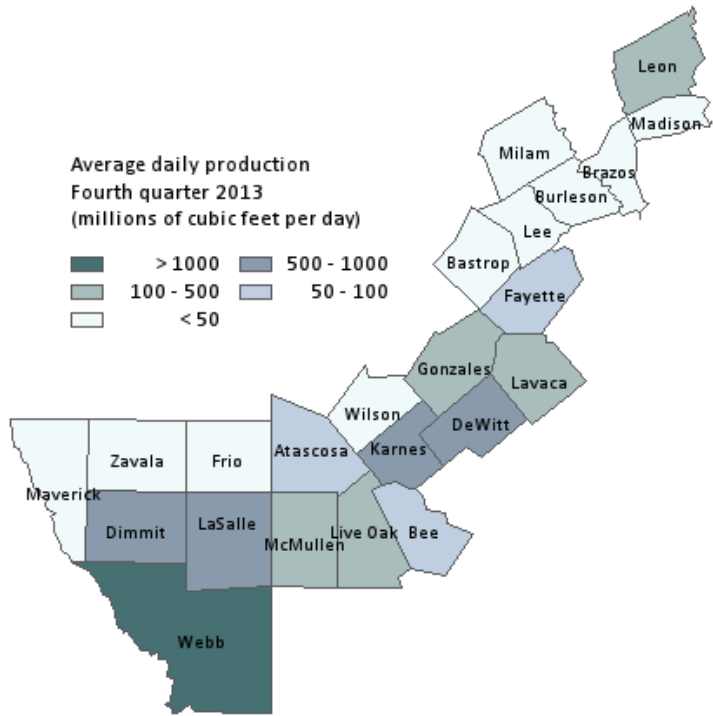 Leon
Madison
Milam
Brazos
Average daily production
Fourth quarter 2013
(millions of cubic feet per day)
Burleson
Lee
> 1000 500 - 1000
Bastrop
100 - 500 50 - 100
Fayette
< 50
Gonzales
Lavaca
Wilson
DeWitt
Atascosa
Karnes
Zavala
Frio
Maverick
LaSalle
Dimmit
Live Oak
Bee
McMullen
Webb